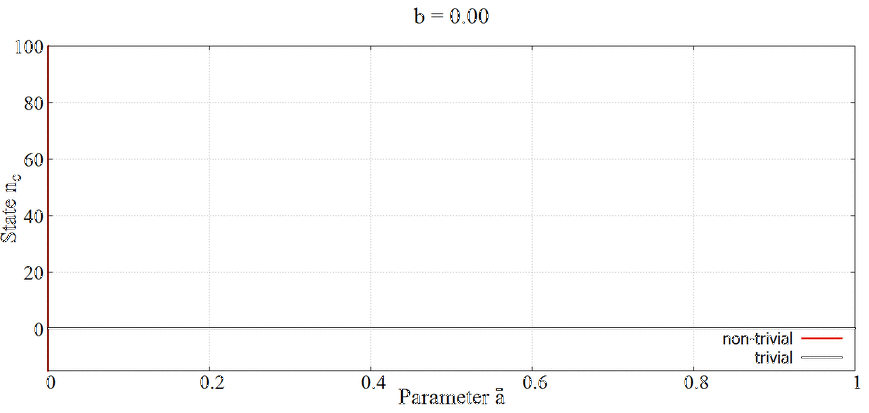 b = 0.00
100
80
60
40
20
0
State n_c
non-trivial
trivial
0 0.2 0.4 0.6 0.8 1
Parameter ã